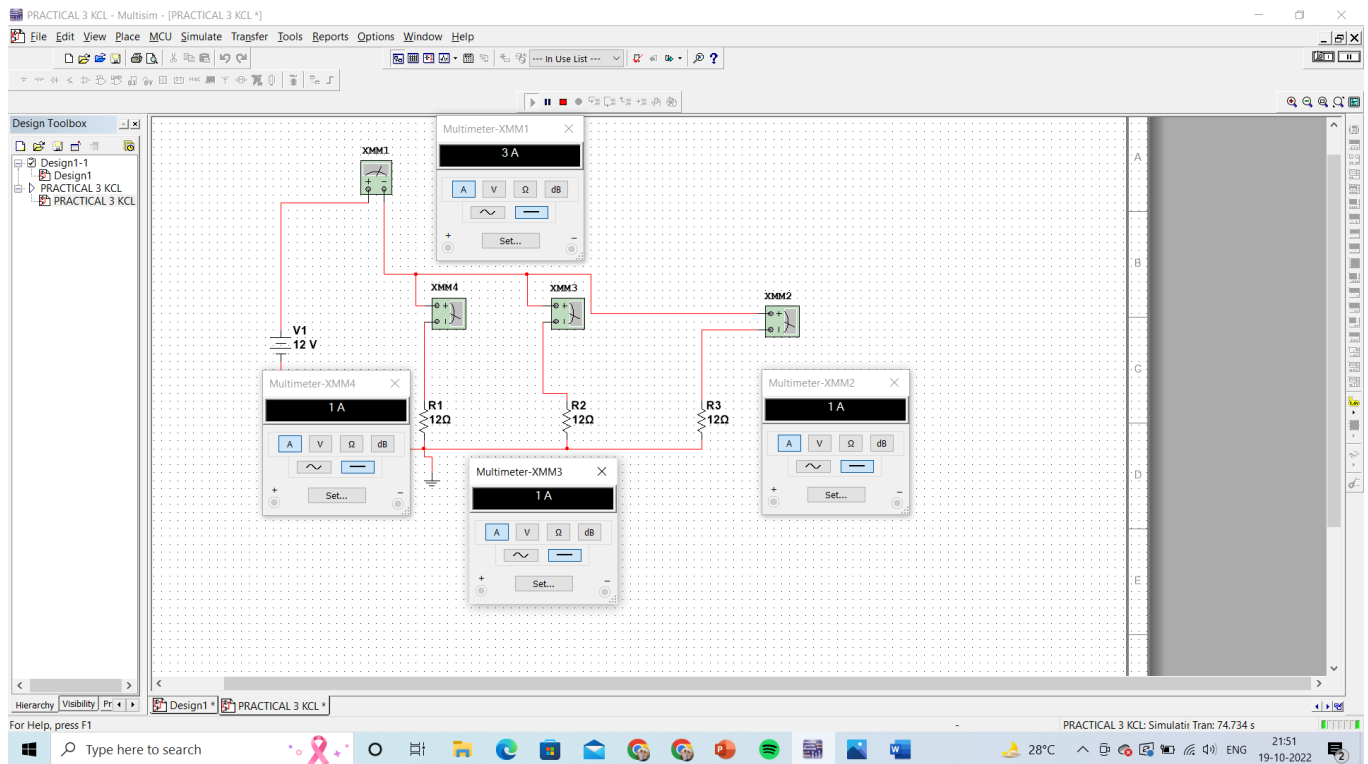 PRACTICAL 3 KCL - Multisim - [PRACTICAL 3 KCL *]
File Edit View Place MCU Simulate Transfer Tools Reports Options Window Help
--- In Use List ---
Design Toolbox
Design1-1
Design1
PRACTICAL 3 KCL
PRACTICAL 3 KCL
Multimeter-XMM1
3 A
A V Ω dB
Set...
+ −
XMM1
A
B
C
D
E
XMM4
XMM3
XMM2
V1
12 V
Multimeter-XMM4
1 A
A V Ω dB
Set...
+ −
R1
12Ω
R2
12Ω
R3
12Ω
Multimeter-XMM2
1 A
A V Ω dB
Set...
+ −
Multimeter-XMM3
1 A
A V Ω dB
Set...
+ −
Hierarchy Visibility Pr
Design1 * PRACTICAL 3 KCL *
For Help, press F1
- PRACTICAL 3 KCL: Simulati Tran: 74.734 s
Type here to search
28°C ENG 21:51
19-10-2022
2